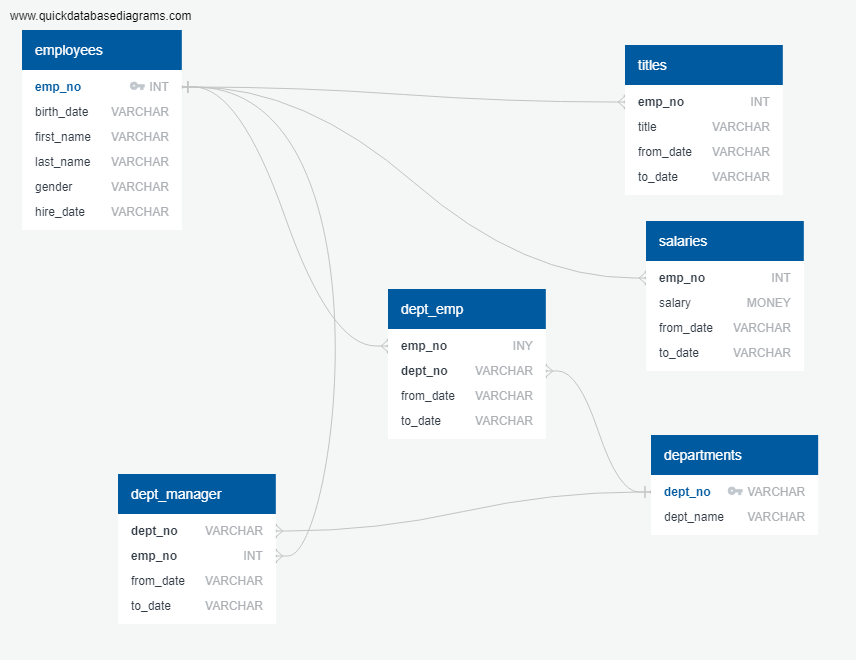 www.quickdatabasediagrams.com
employees
emp_no INT
birth_date VARCHAR
first_name VARCHAR
last_name VARCHAR
gender VARCHAR
hire_date VARCHAR
titles
emp_no INT
title VARCHAR
from_date VARCHAR
to_date VARCHAR
salaries
emp_no INT
salary MONEY
from_date VARCHAR
to_date VARCHAR
dept_emp
emp_no INY
dept_no VARCHAR
from_date VARCHAR
to_date VARCHAR
departments
dept_no VARCHAR
dept_name VARCHAR
dept_manager
dept_no VARCHAR
emp_no INT
from_date VARCHAR
to_date VARCHAR